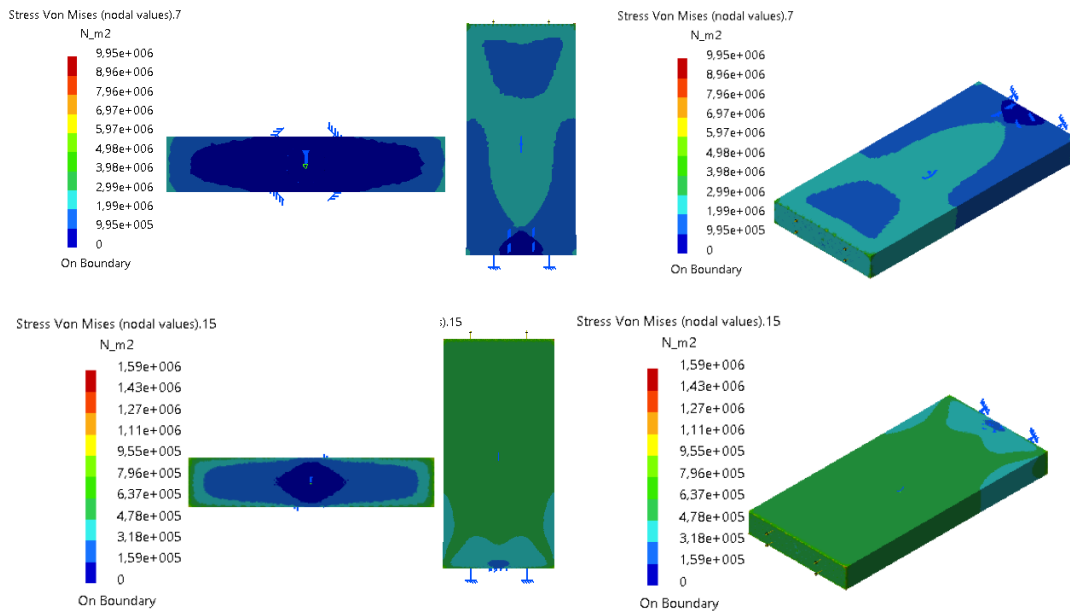 Stress Von Mises (nodal values).7
N_m2
9,95e+006
8,96e+006
7,96e+006
6,97e+006
5,97e+006
4,98e+006
3,98e+006
2,99e+006
1,99e+006
9,95e+005
0
On Boundary
Stress Von Mises (nodal values).7
N_m2
9,95e+006
8,96e+006
7,96e+006
6,97e+006
5,97e+006
4,98e+006
3,98e+006
2,99e+006
1,99e+006
9,95e+005
0
On Boundary
Stress Von Mises (nodal values).15
N_m2
1,59e+006
1,43e+006
1,27e+006
1,11e+006
9,55e+005
7,96e+005
6,37e+005
4,78e+005
3,18e+005
1,59e+005
0
On Boundary
s).15
Stress Von Mises (nodal values).15
N_m2
1,59e+006
1,43e+006
1,27e+006
1,11e+006
9,55e+005
7,96e+005
6,37e+005
4,78e+005
3,18e+005
1,59e+005
0
On Boundary